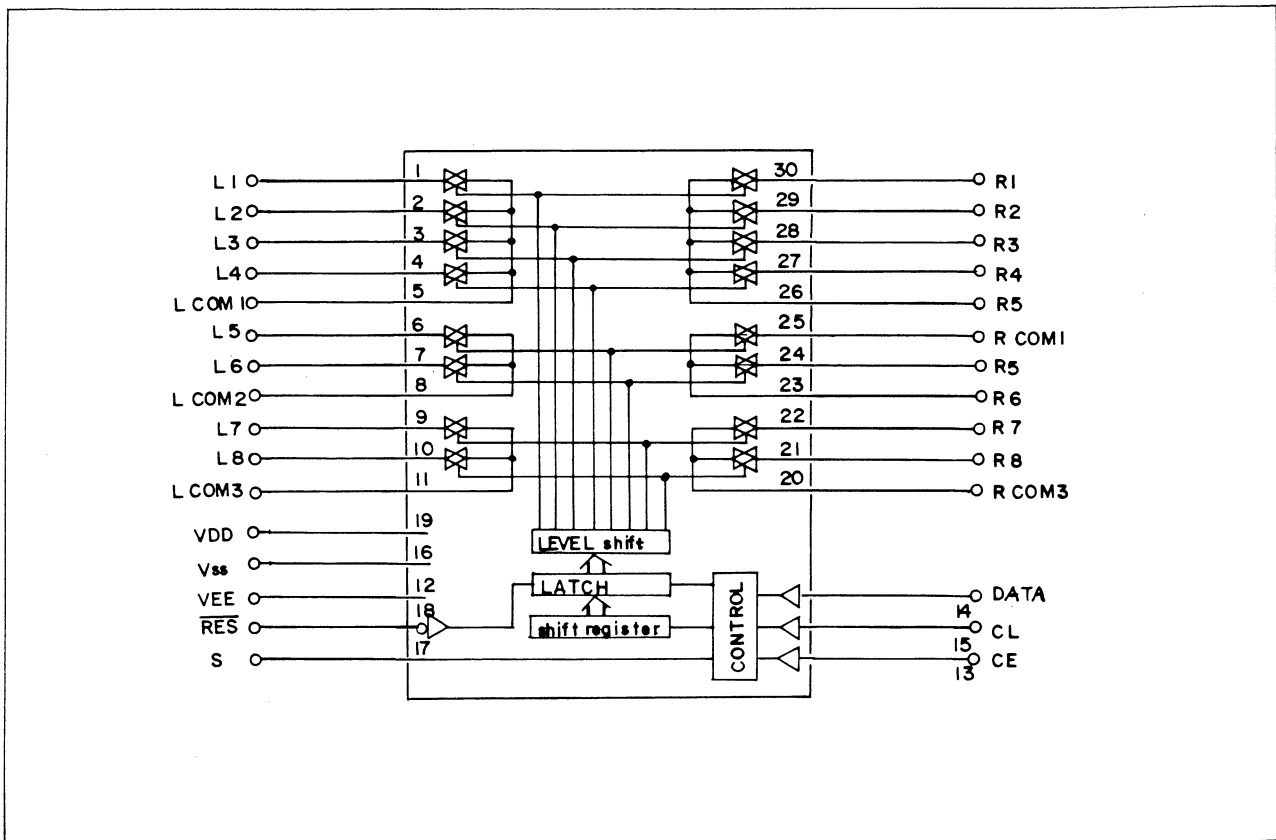 L1 1 30 R1
L2 2 29 R2
L3 3 28 R3
L4 4 27 R4
L COM1 5 26 R5
L5 6 25 R COM1
L6 7 24 R5
L COM2 8 23 R6
L7 9 22 R7
L8 10 21 R8
L COM3 11 20 R COM3
VDD 19
LEVEL shift
Vss 16
VEE 12
LATCH
CONTROL
DATA
14
RES 18
shift register
CL
15
S 17
CE
13